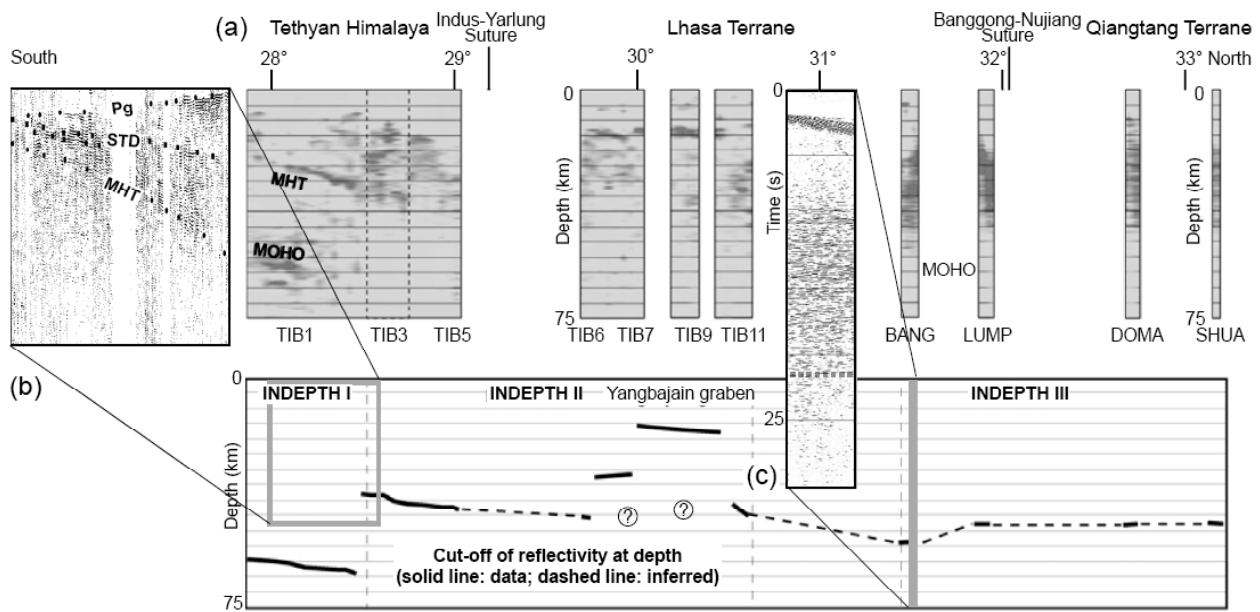 (a)
Tethyan Himalaya
Indus-Yarlung
Suture
Lhasa Terrane
Banggong-Nujiang
Suture
Qiangtang Terrane
South
28°
29°
30°
31°
32°
33° North
Pg
STD
MHT
MHT
MOHO
0
Depth (km)
75
0
Time (s)
25
MOHO
0
Depth (km)
75
TIB1
TIB3
TIB5
TIB6
TIB7
TIB9
TIB11
BANG
LUMP
DOMA
SHUA
(b)
0
Depth (km)
75
INDEPTH I
INDEPTH II
Yangbajain graben
INDEPTH III
(c)
?
?
Cut-off of reflectivity at depth
(solid line: data; dashed line: inferred)